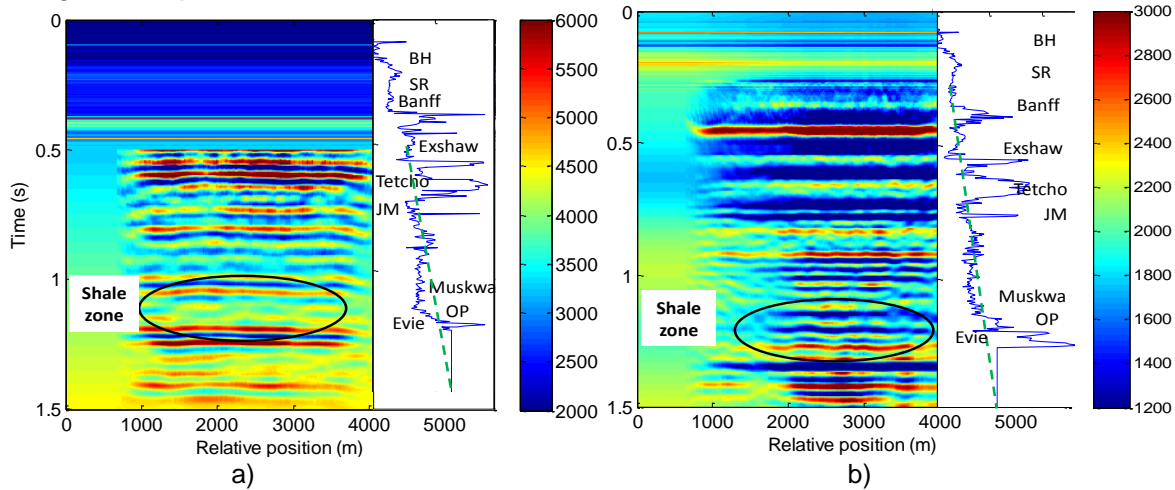 0
0.5
1
1.5
Time (s)
0 1000 2000 3000 4000 5000
Relative position (m)
BH
SR
Banff
Exshaw
Tetcho
JM
Muskwa
OP
Evie
Shale
zone
6000
5500
5000
4500
4000
3500
3000
2500
2000
a)
0
0.5
1
1.5
0 1000 2000 3000 4000 5000
Relative position (m)
BH
SR
Banff
Exshaw
Tetcho
JM
Muskwa
OP
Evie
Shale
zone
3000
2800
2600
2400
2200
2000
1800
1600
1400
1200
b)